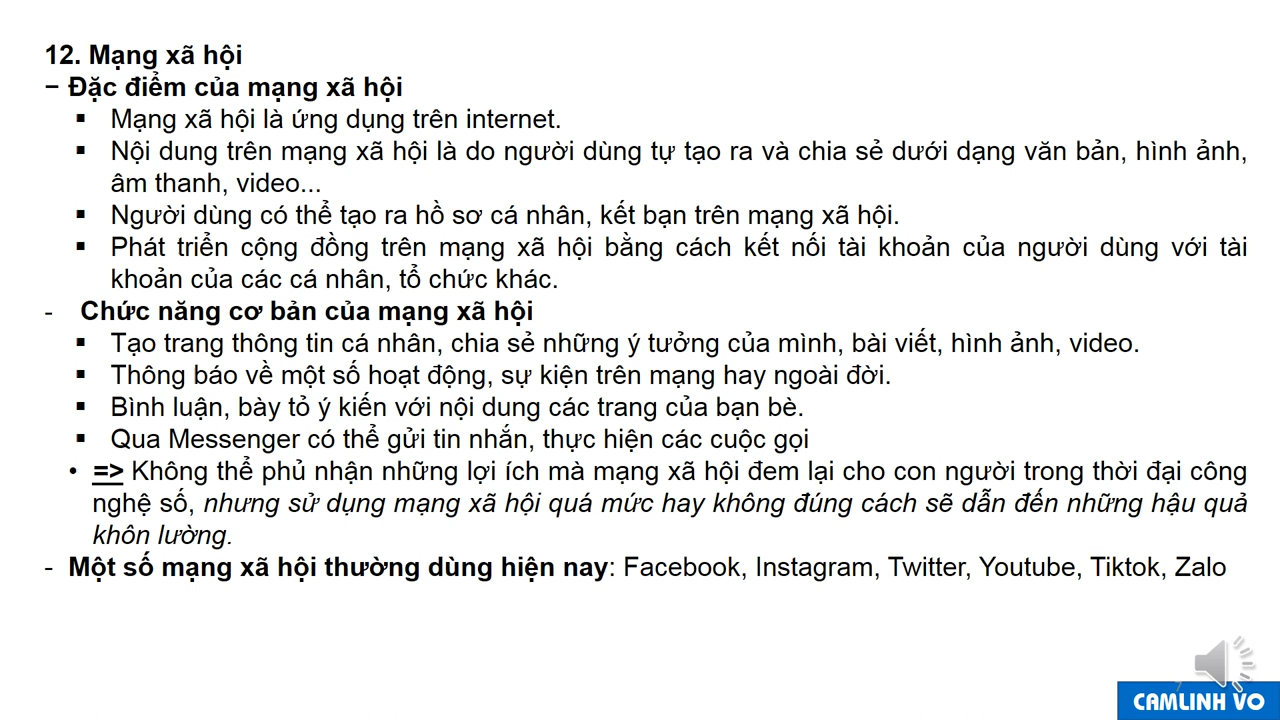 12. Mạng xã hội
− Đặc điểm của mạng xã hội
▪ Mạng xã hội là ứng dụng trên internet.
▪ Nội dung trên mạng xã hội là do người dùng tự tạo ra và chia sẻ dưới dạng văn bản, hình ảnh,
âm thanh, video...
▪ Người dùng có thể tạo ra hồ sơ cá nhân, kết bạn trên mạng xã hội.
▪ Phát triển cộng đồng trên mạng xã hội bằng cách kết nối tài khoản của người dùng với tài
khoản của các cá nhân, tổ chức khác.
- Chức năng cơ bản của mạng xã hội
▪ Tạo trang thông tin cá nhân, chia sẻ những ý tưởng của mình, bài viết, hình ảnh, video.
▪ Thông báo về một số hoạt động, sự kiện trên mạng hay ngoài đời.
▪ Bình luận, bày tỏ ý kiến với nội dung các trang của bạn bè.
▪ Qua Messenger có thể gửi tin nhắn, thực hiện các cuộc gọi
• => Không thể phủ nhận những lợi ích mà mạng xã hội đem lại cho con người trong thời đại công
nghệ số, nhưng sử dụng mạng xã hội quá mức hay không đúng cách sẽ dẫn đến những hậu quả
khôn lường.
- Một số mạng xã hội thường dùng hiện nay: Facebook, Instagram, Twitter, Youtube, Tiktok, Zalo
7
CAMLINH VO